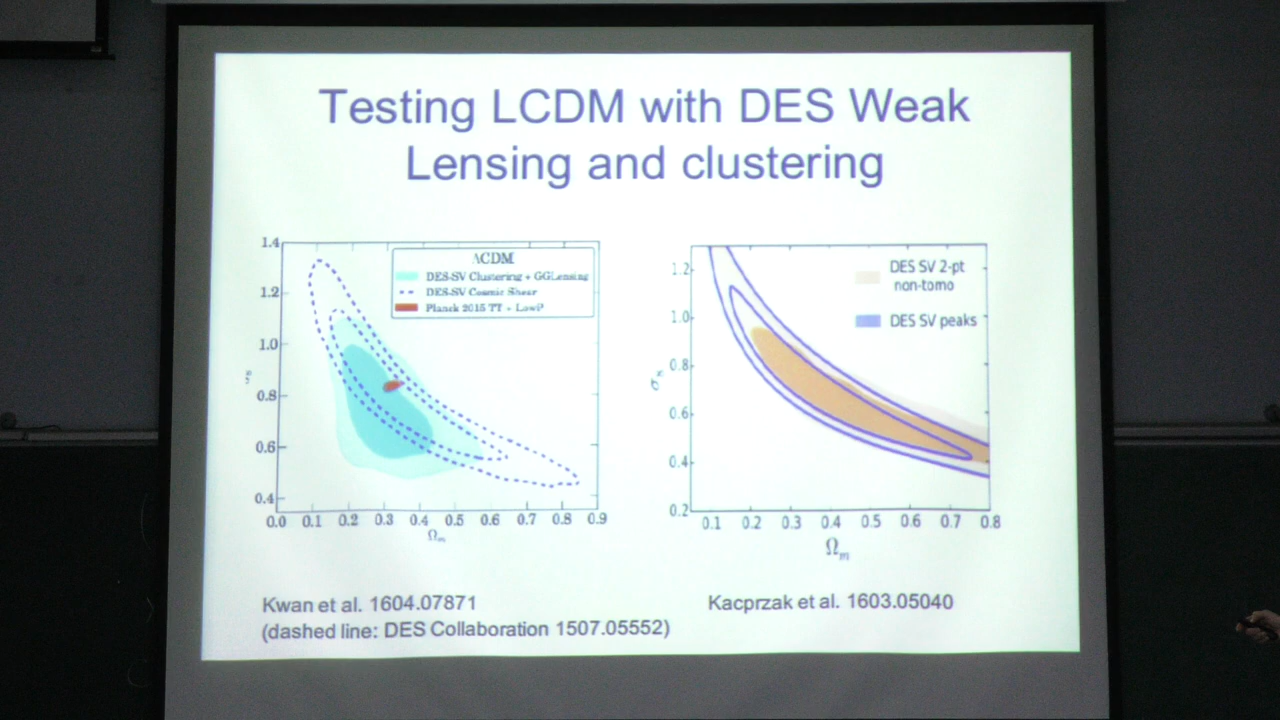 Testing LCDM with DES Weak
Lensing and clustering
ΛCDM
DES-SV Clustering + GGLensing
DES-SV Cosmic Shear
Planck 2015 TT + LowP
1.4
1.2
1.0
0.8
0.6
0.4
0.0 0.1 0.2 0.3 0.4 0.5 0.6 0.7 0.8 0.9
Ωm
DES SV 2-pt
non-tomo
DES SV peaks
1.2
1.0
0.8
0.6
0.4
0.2
0.1 0.2 0.3 0.4 0.5 0.6 0.7 0.8
Ωm
Kwan et al. 1604.07871
(dashed line: DES Collaboration 1507.05552)
Kacprzak et al. 1603.05040